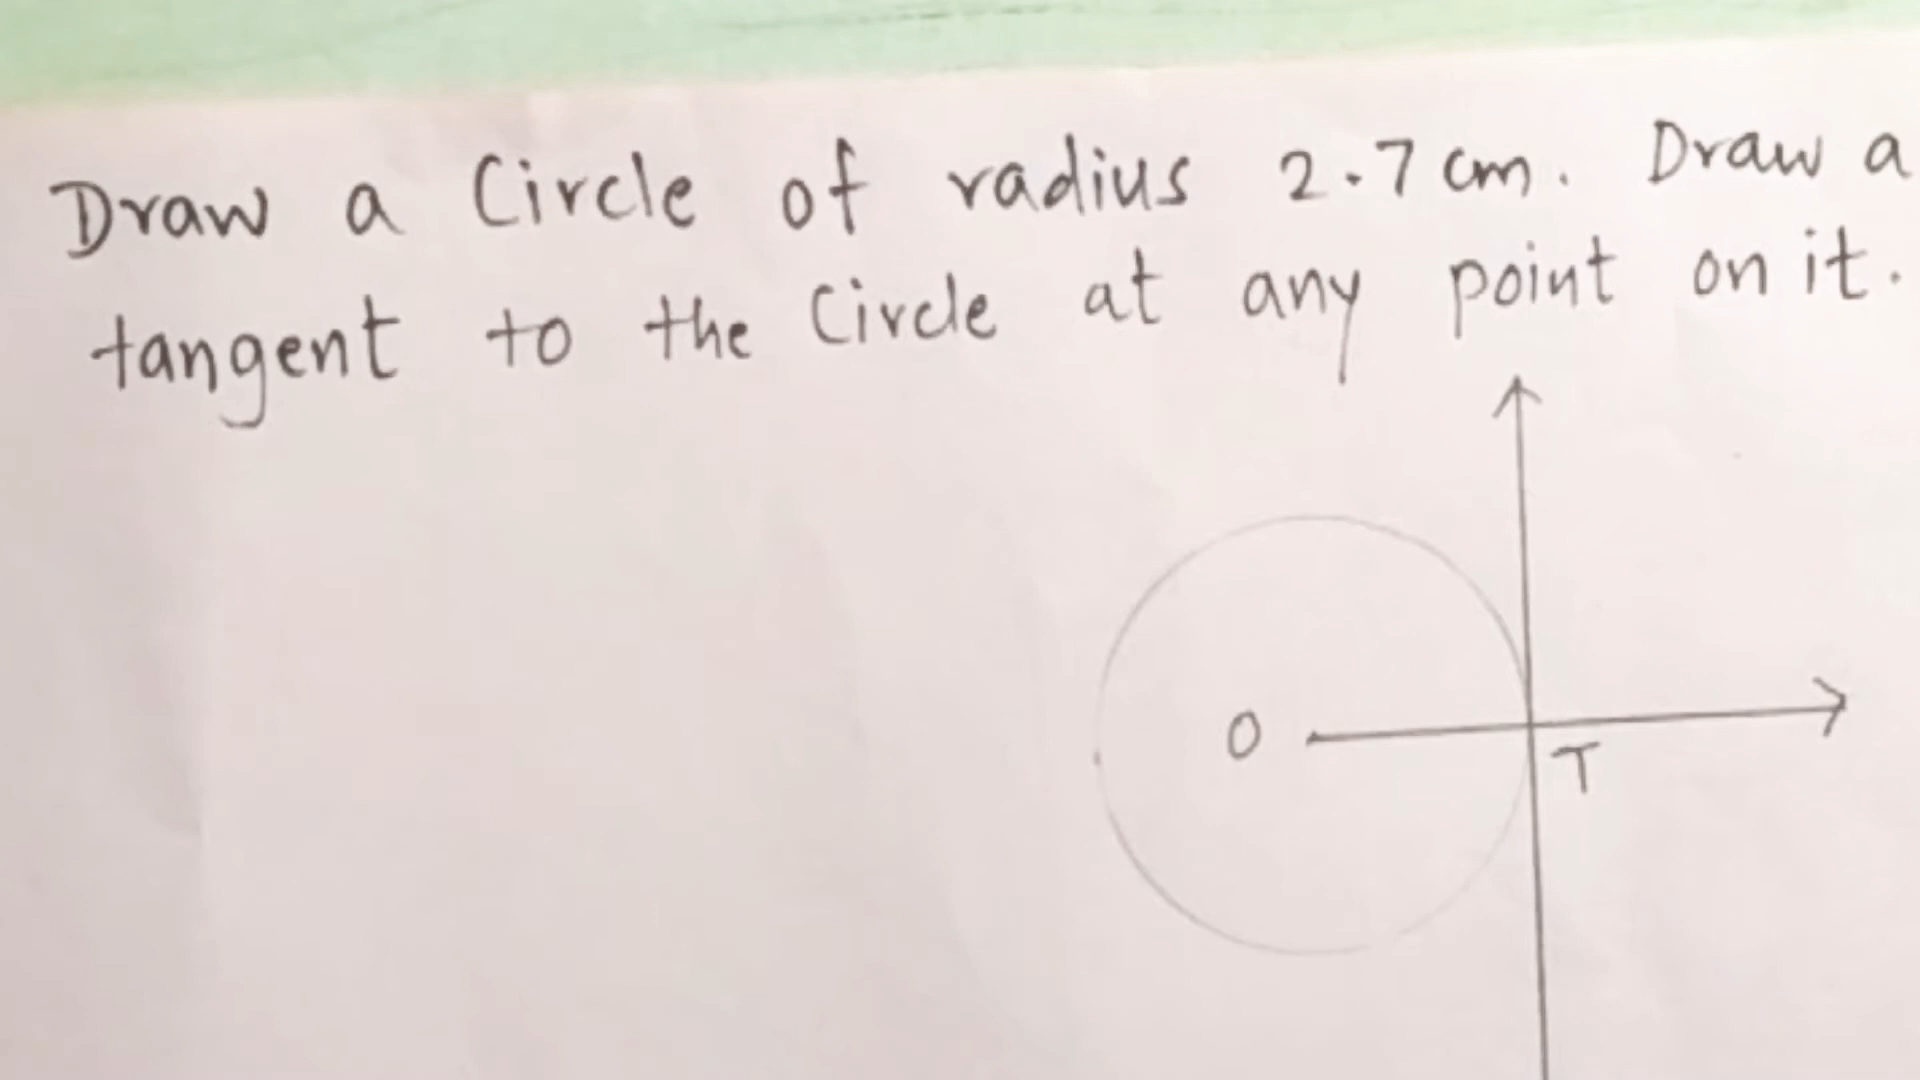 Draw a Circle of radius 2.7 cm. Draw a
tangent to the Circle at any point on it.
O
T